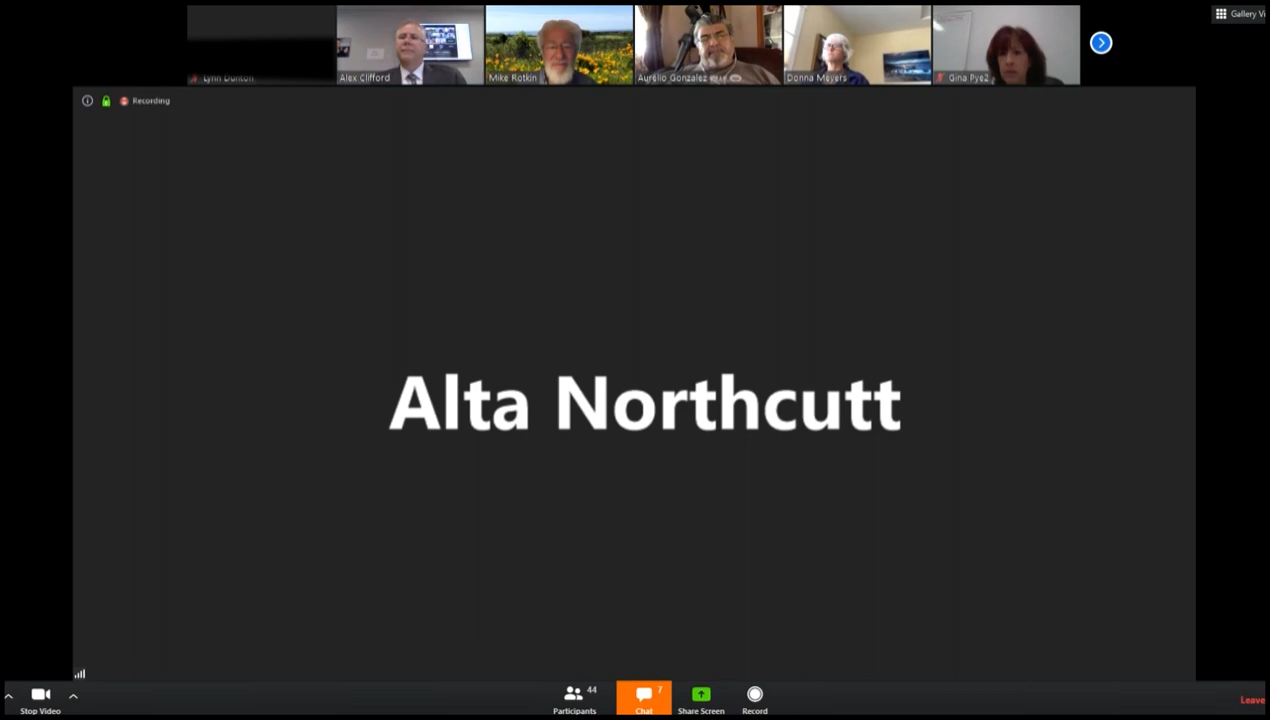 Gallery Vi
Lynn Dunton
Alex Clifford
Mike Rotkin
Aurelio Gonzalez
Donna Meyers
Gina Pye2
Recording
Alta Northcutt
Stop Video
44
Participants
7
Chat
Share Screen
Record
Leave